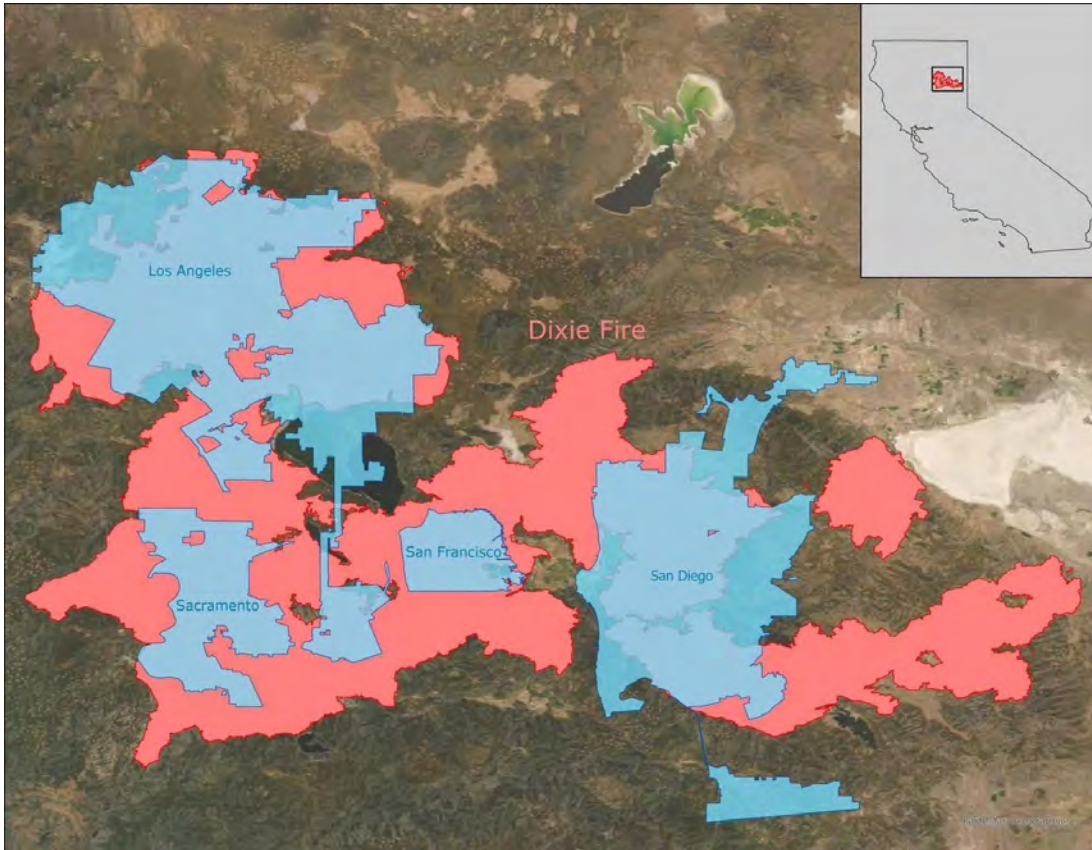 Los Angeles
Dixie Fire
San Francisco
San Diego
Sacramento